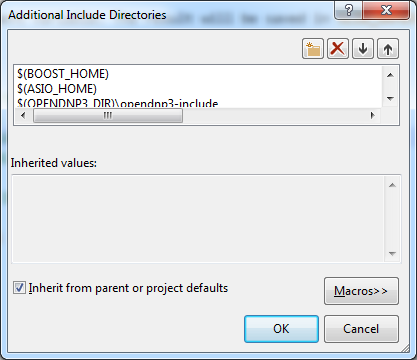 Additional Include Directories
$(BOOST_HOME)
$(ASIO_HOME)
$(OPENDNP3_DIR)\opendnp3-include
Inherited values:
Inherit from parent or project defaults
Macros>>
OK
Cancel